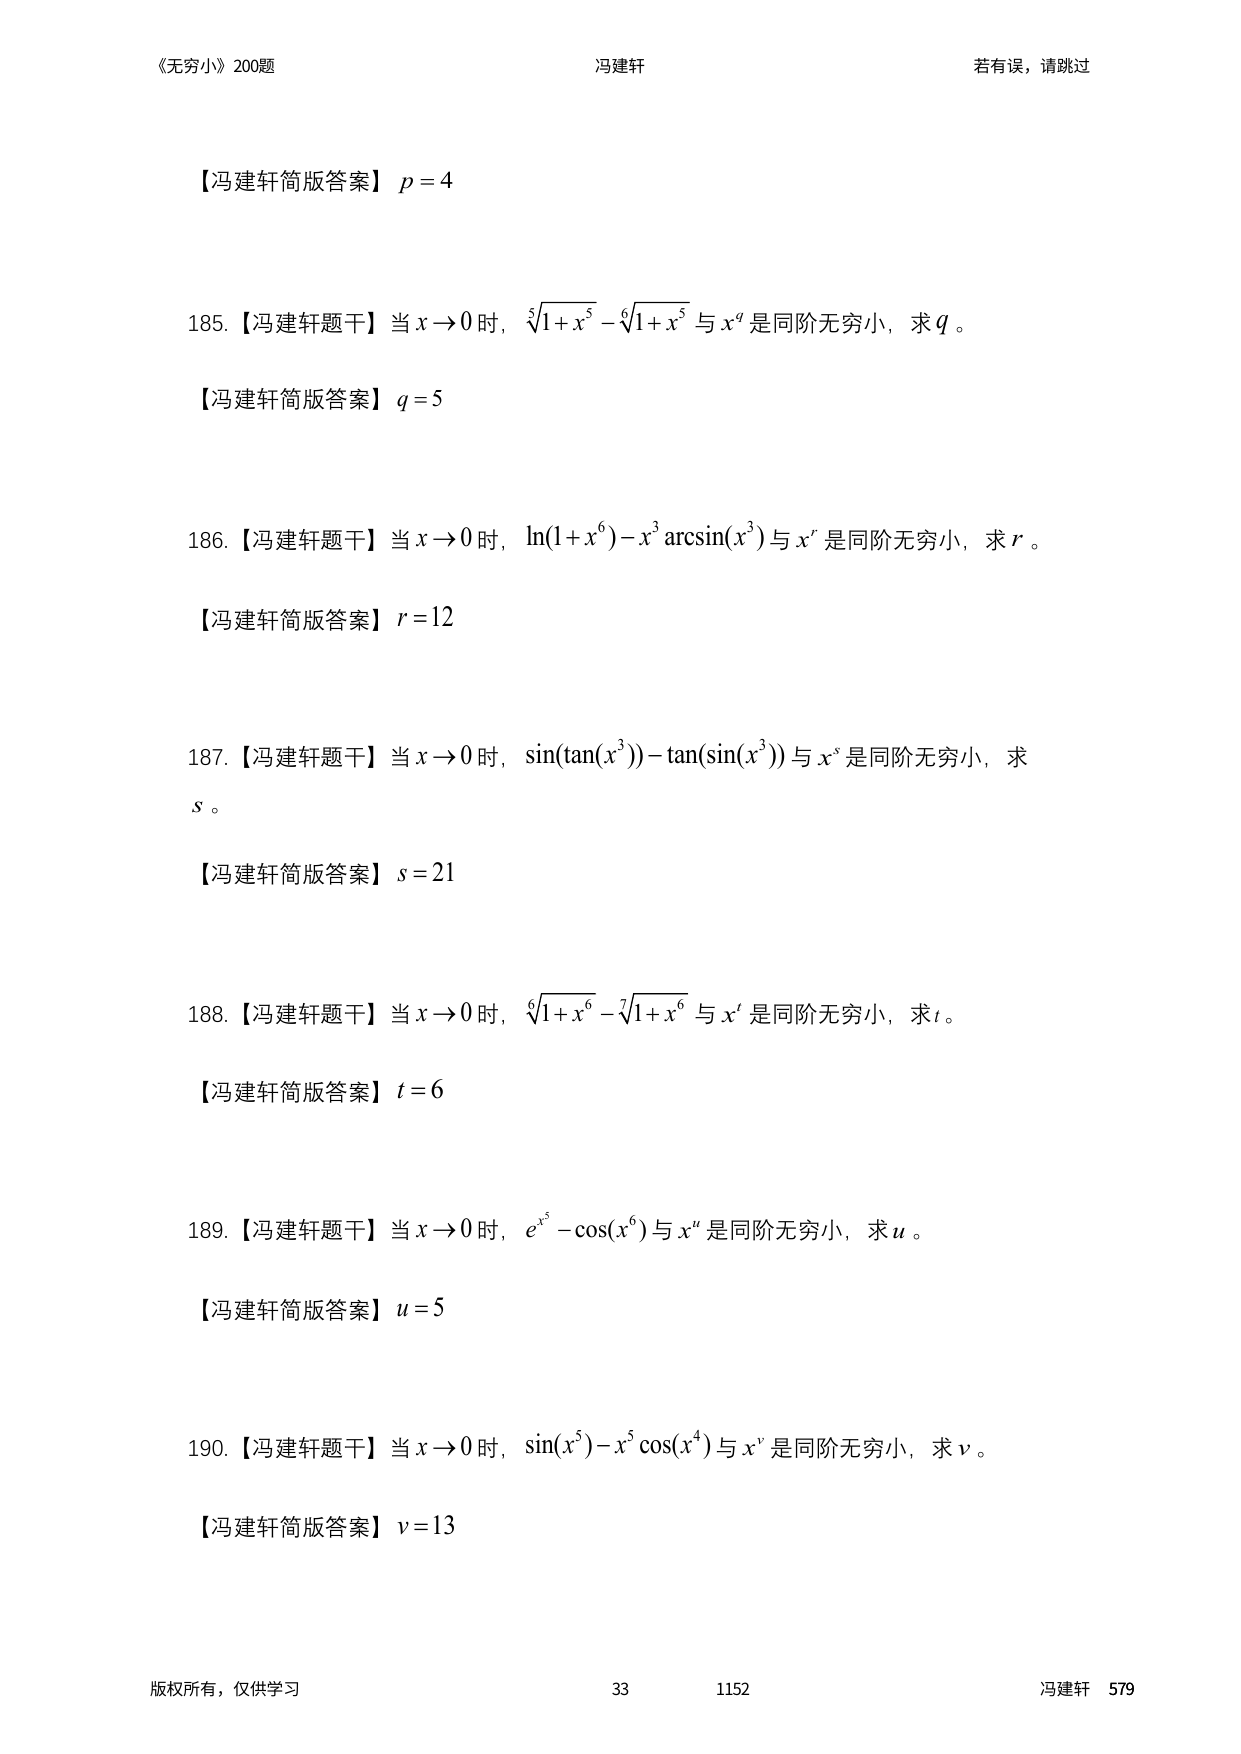 《无穷小》200题 冯建轩 若有误，请跳过
【冯建轩简版答案】 p = 4
185.【冯建轩题干】当 x → 0 时， ⁵√(1 + x⁵) − ⁶√(1 + x⁵) 与 x^q 是同阶无穷小，求 q 。
【冯建轩简版答案】 q = 5
186.【冯建轩题干】当 x → 0 时， ln(1 + x⁶) − x³ arcsin(x³) 与 x^r 是同阶无穷小，求 r 。
【冯建轩简版答案】 r = 12
187.【冯建轩题干】当 x → 0 时， sin(tan(x³)) − tan(sin(x³)) 与 x^s 是同阶无穷小，求
s 。
【冯建轩简版答案】 s = 21
188.【冯建轩题干】当 x → 0 时， ⁶√(1 + x⁶) − ⁷√(1 + x⁶) 与 x^t 是同阶无穷小，求 t 。
【冯建轩简版答案】 t = 6
189.【冯建轩题干】当 x → 0 时， e^(x⁵) − cos(x⁶) 与 x^u 是同阶无穷小，求 u 。
【冯建轩简版答案】 u = 5
190.【冯建轩题干】当 x → 0 时， sin(x⁵) − x⁵ cos(x⁴) 与 x^v 是同阶无穷小，求 v 。
【冯建轩简版答案】 v = 13
版权所有，仅供学习 33 1152 冯建轩 579